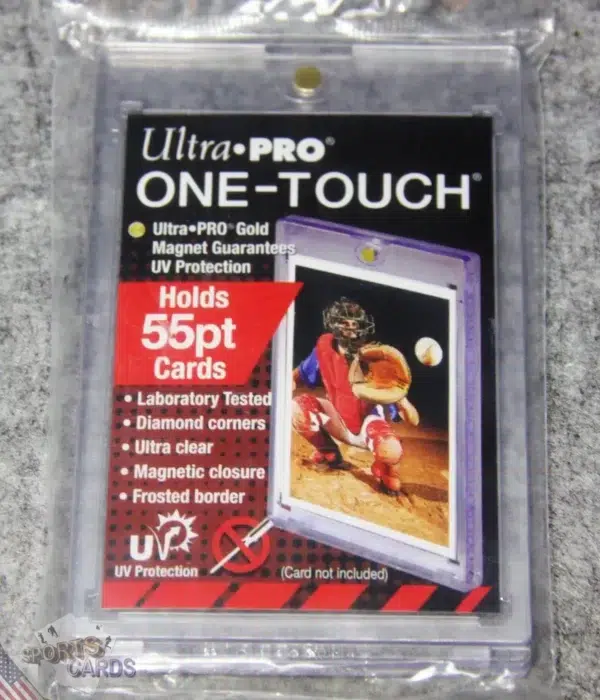 Ultra•PRO®
ONE-TOUCH®
Ultra•PRO® Gold
Magnet Guarantees
UV Protection
Holds
55pt
Cards
• Laboratory Tested
• Diamond corners
• Ultra clear
• Magnetic closure
• Frosted border
UV
UV Protection
(Card not included)
SPORTS
CARDS